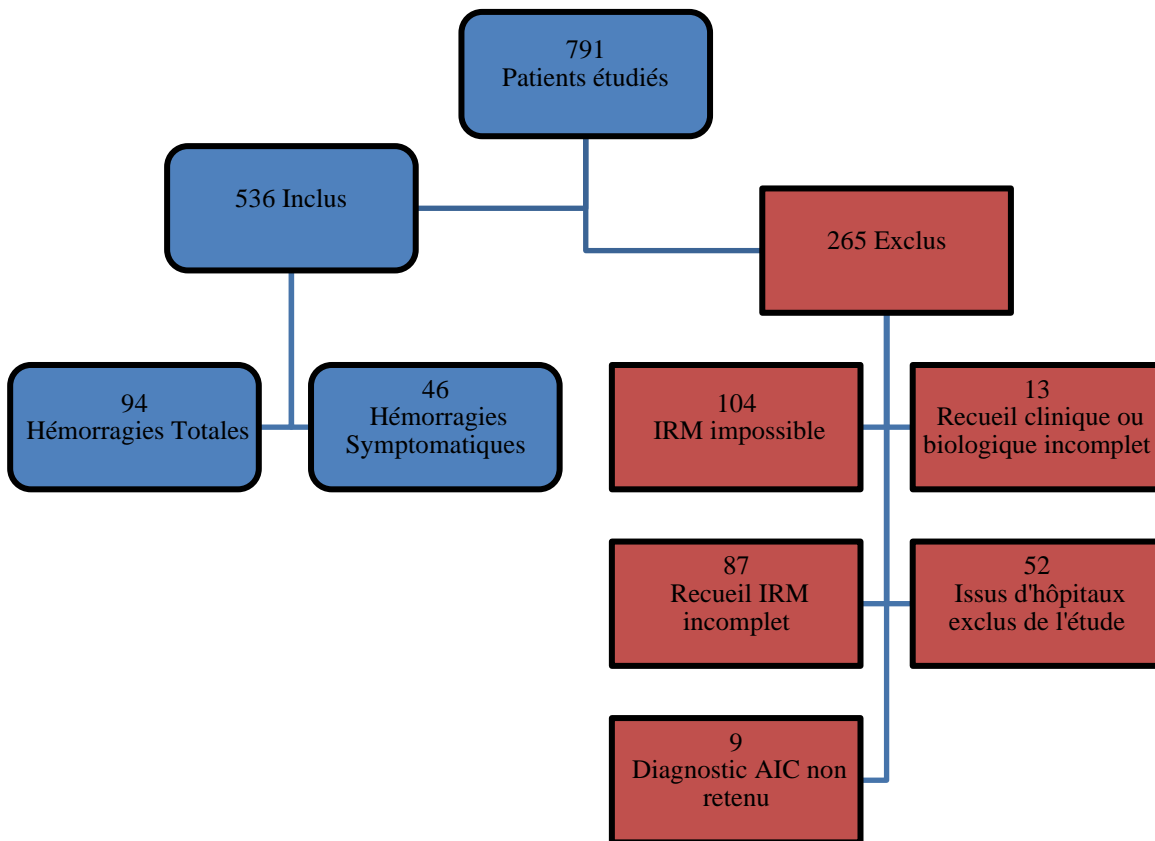 791
Patients étudiés
536 Inclus
265 Exclus
94
Hémorragies Totales
46
Hémorragies
Symptomatiques
104
IRM impossible
13
Recueil clinique ou
biologique incomplet
87
Recueil IRM
incomplet
52
Issus d'hôpitaux
exclus de l'étude
9
Diagnostic AIC non
retenu